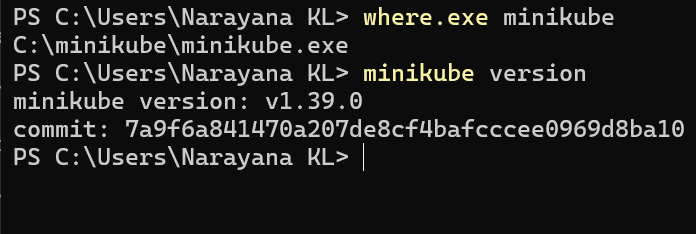 PS C:\Users\Narayana KL> where.exe minikube
C:\minikube\minikube.exe
PS C:\Users\Narayana KL> minikube version
minikube version: v1.39.0
commit: 7a9f6a841470a207de8cf4bafcccee0969d8ba10
PS C:\Users\Narayana KL>